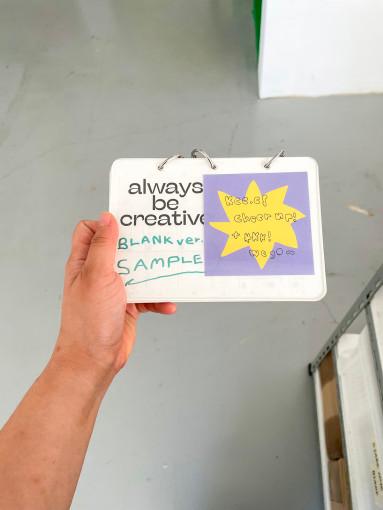 always
be
creative
BLANK ver.
SAMPLE
cheer up!